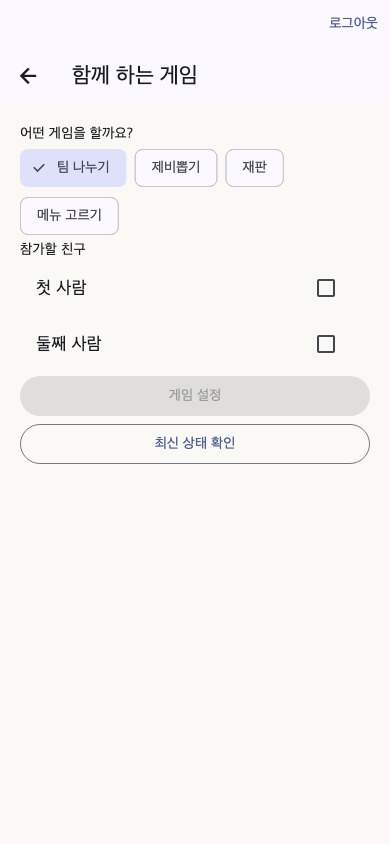 로그아웃
함께 하는 게임
어떤 게임을 할까요?
팀 나누기 제비뽑기 재판
메뉴 고르기
참가할 친구
첫 사람
둘째 사람
게임 설정
최신 상태 확인